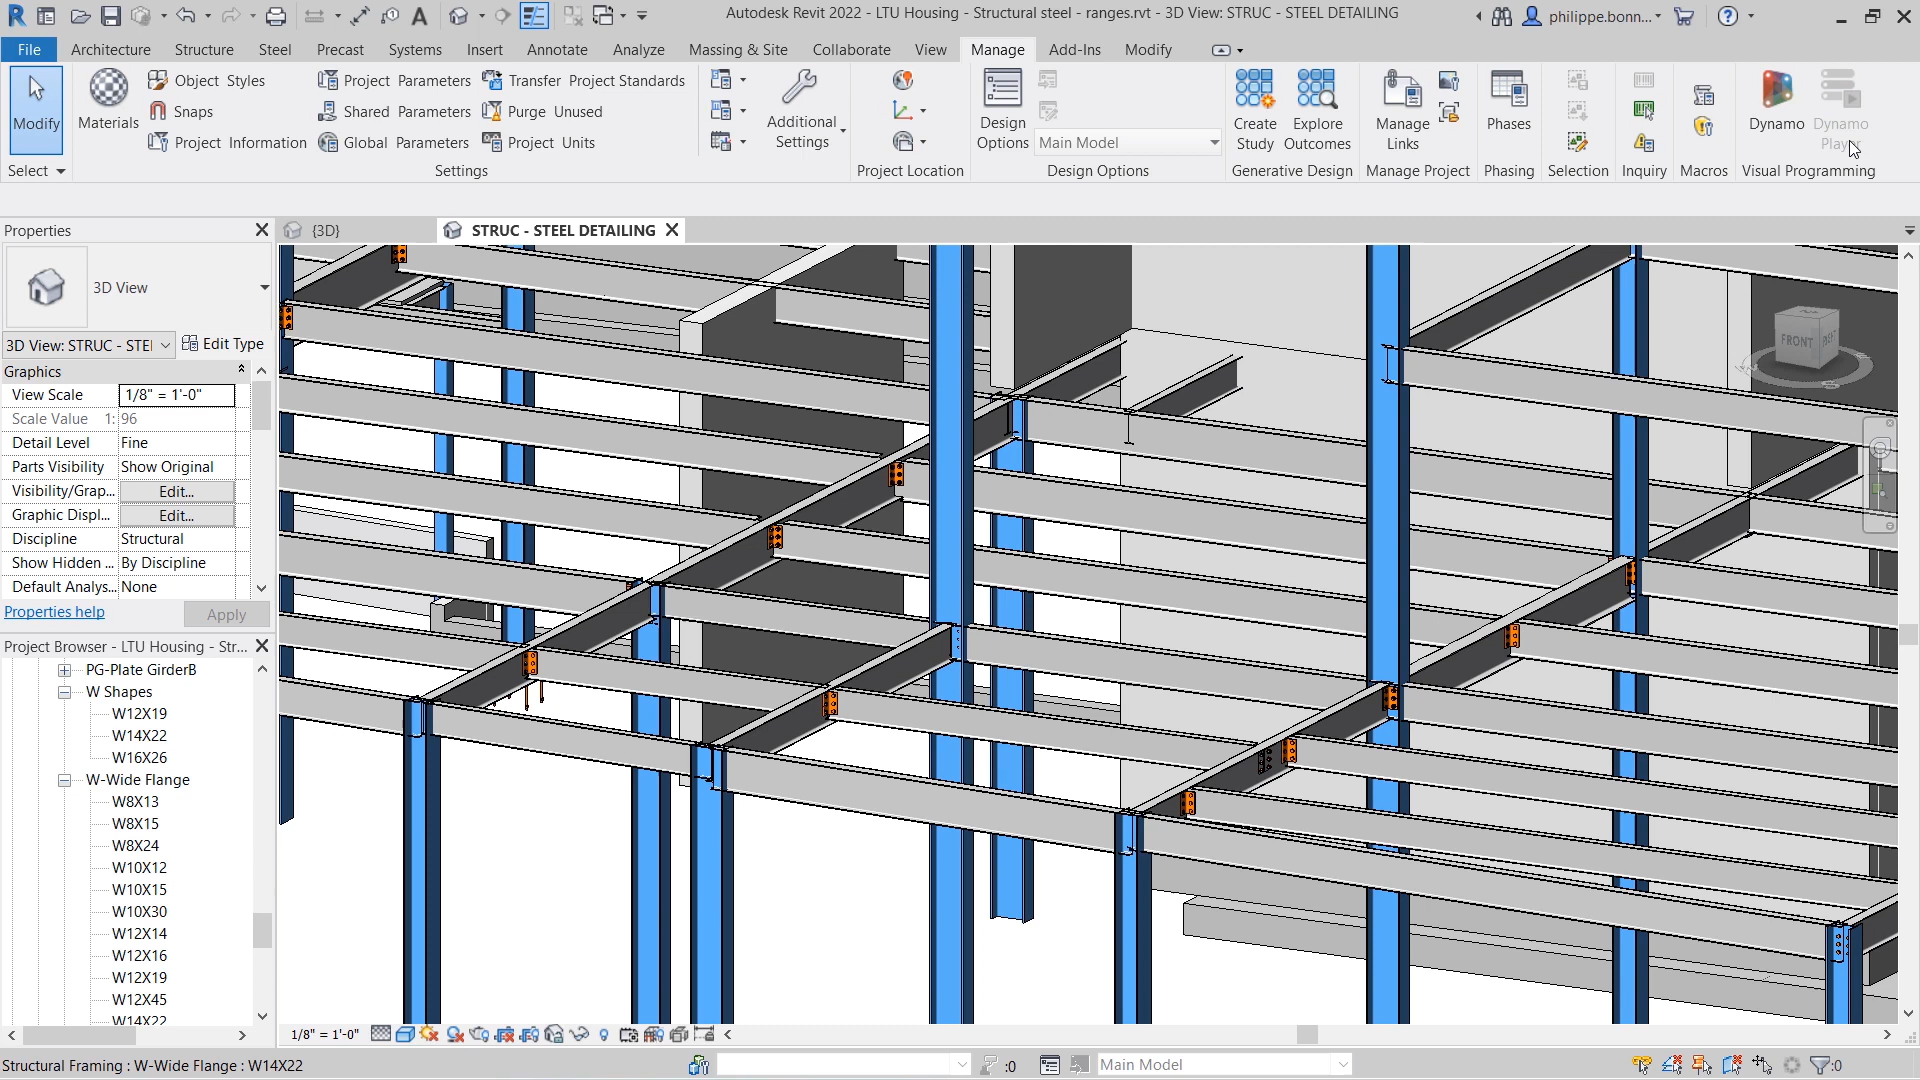 Autodesk Revit 2022 - LTU Housing - Structural steel - ranges.rvt - 3D View: STRUC - STEEL DETAILING
philippe.bonn...
File Architecture Structure Steel Precast Systems Insert Annotate Analyze Massing & Site Collaborate View Manage Add-Ins Modify
Modify
Select
Materials
Object Styles
Snaps
Project Information
Project Parameters
Shared Parameters
Global Parameters
Transfer Project Standards
Purge Unused
Project Units
Additional Settings
Settings
Project Location
Design Options
Main Model
Design Options
Create Study
Explore Outcomes
Generative Design
Manage Links
Manage Project
Phases
Phasing
Selection
Inquiry
Macros
Dynamo
Dynamo Player
Visual Programming
Properties
{3D}
STRUC - STEEL DETAILING
3D View
3D View: STRUC - STEI
Edit Type
Graphics
View Scale 1/8" = 1'-0"
Scale Value 1: 96
Detail Level Fine
Parts Visibility Show Original
Visibility/Grap... Edit...
Graphic Displ... Edit...
Discipline Structural
Show Hidden ... By Discipline
Default Analys... None
Properties help
Apply
Project Browser - LTU Housing - Str...
PG-Plate GirderB
W Shapes
W12X19
W14X22
W16X26
W-Wide Flange
W8X13
W8X15
W8X24
W10X12
W10X15
W10X30
W12X14
W12X16
W12X19
W12X45
W14X22
FRONT
1/8" = 1'-0"
Structural Framing : W-Wide Flange : W14X22
:0
Main Model
:0